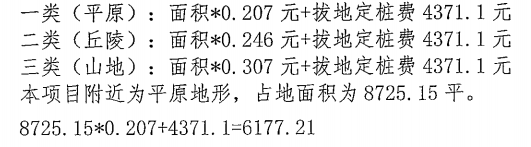 一类（平原）：面积*0.207 元+拔地定桩费 4371.1 元
二类（丘陵）：面积*0.246 元+拔地定桩费 4371.1 元
三类（山地）：面积*0.307 元+拔地定桩费 4371.1 元
本项目附近为平原地形，占地面积为 8725.15 平。
8725.15*0.207+4371.1=6177.21